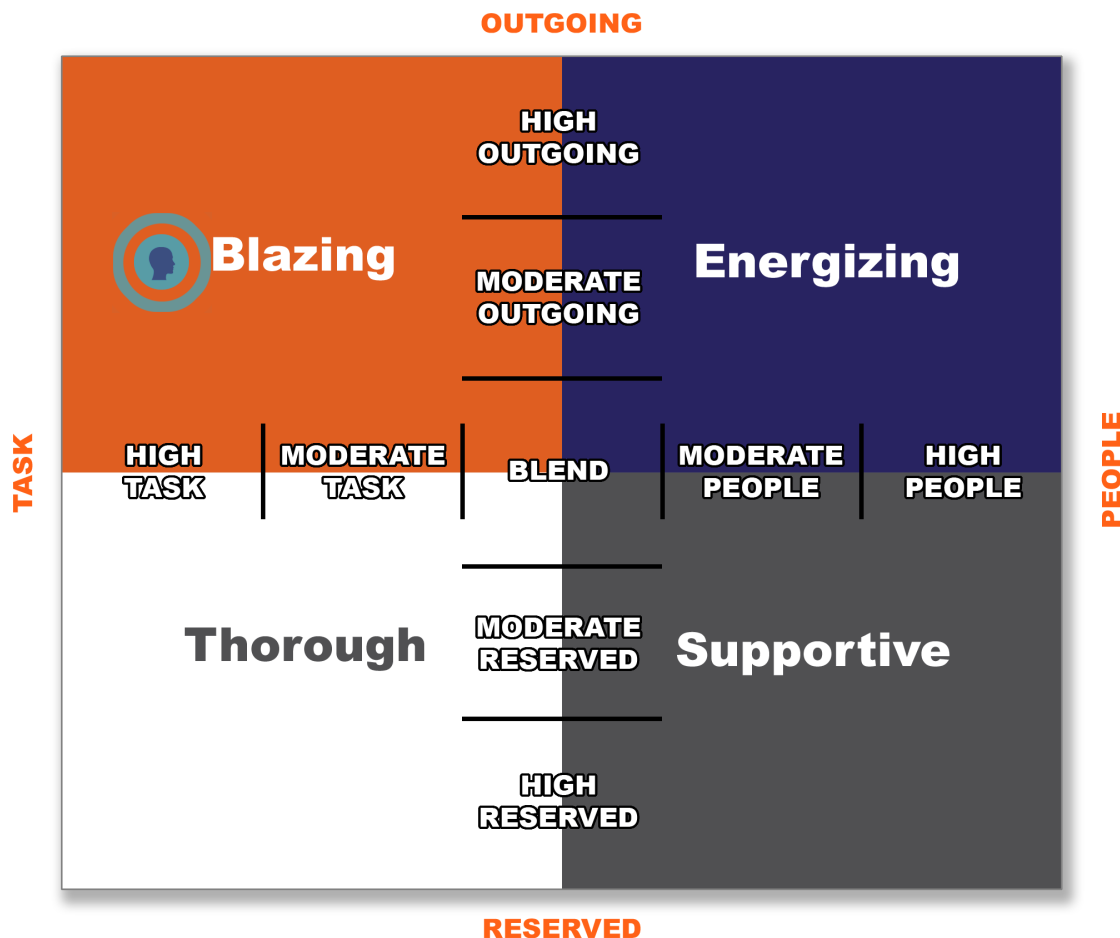 OUTGOING
HIGH
OUTGOING
Blazing
Energizing
MODERATE
OUTGOING
TASK
HIGH
TASK
MODERATE
TASK
BLEND
MODERATE
PEOPLE
HIGH
PEOPLE
PEOPLE
Thorough
MODERATE
RESERVED
Supportive
HIGH
RESERVED
RESERVED